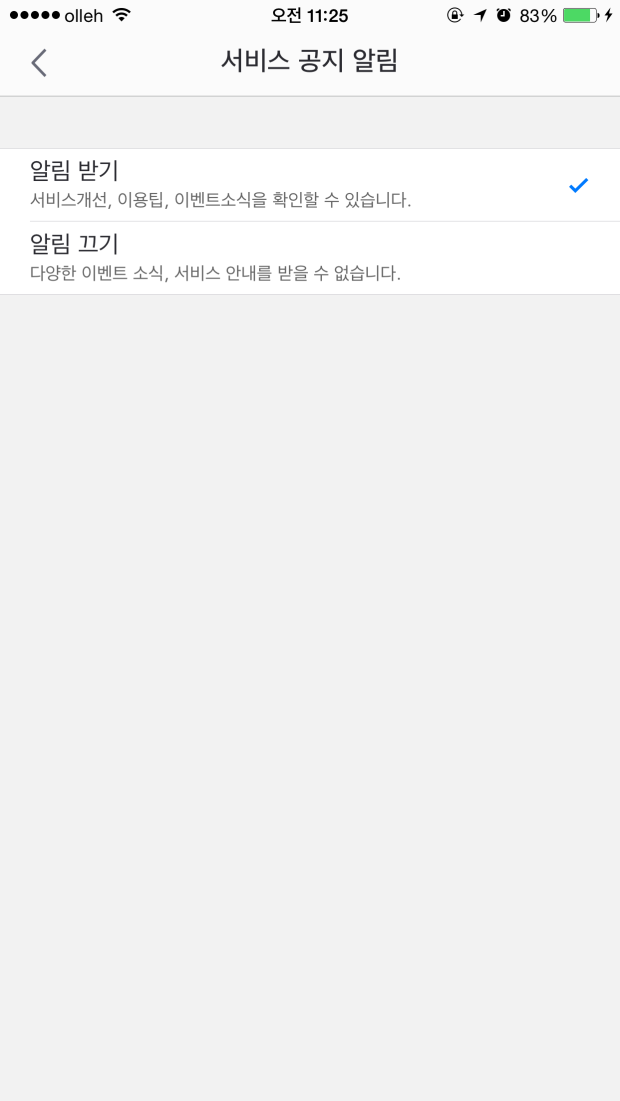 olleh 오전 11:25 83%
서비스 공지 알림
알림 받기
서비스개선, 이용팁, 이벤트소식을 확인할 수 있습니다.
알림 끄기
다양한 이벤트 소식, 서비스 안내를 받을 수 없습니다.